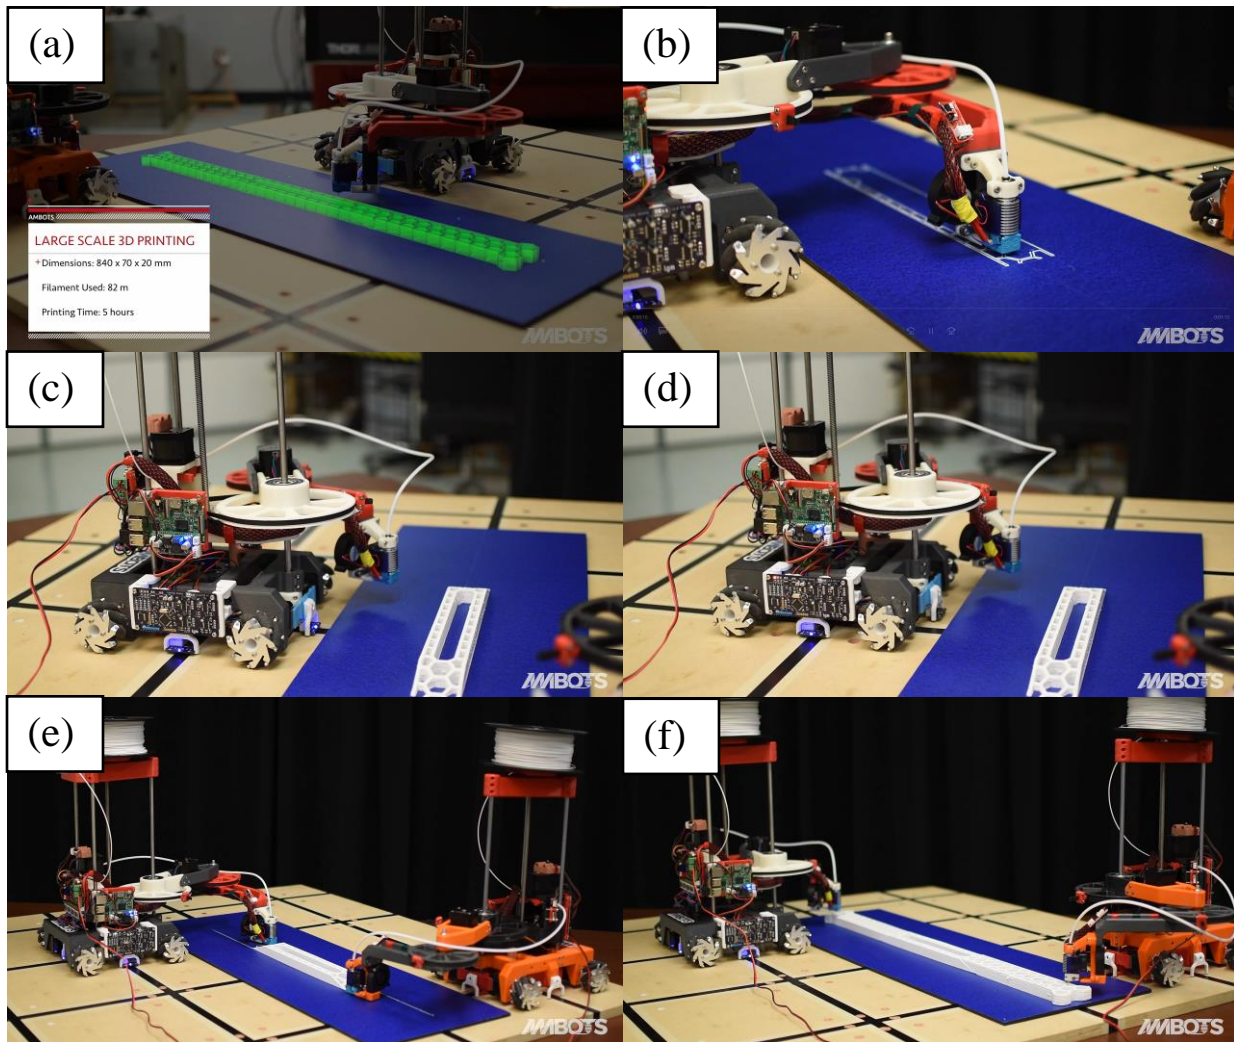 (a)
THOR
AMBOTS
LARGE SCALE 3D PRINTING
+Dimensions: 840 x 70 x 20 mm
Filament Used: 82 m
Printing Time: 5 hours
AMBOTS
(b)
AMBOTS
(c)
AMBOTS
(d)
AMBOTS
(e)
AMBOTS
(f)
AMBOTS